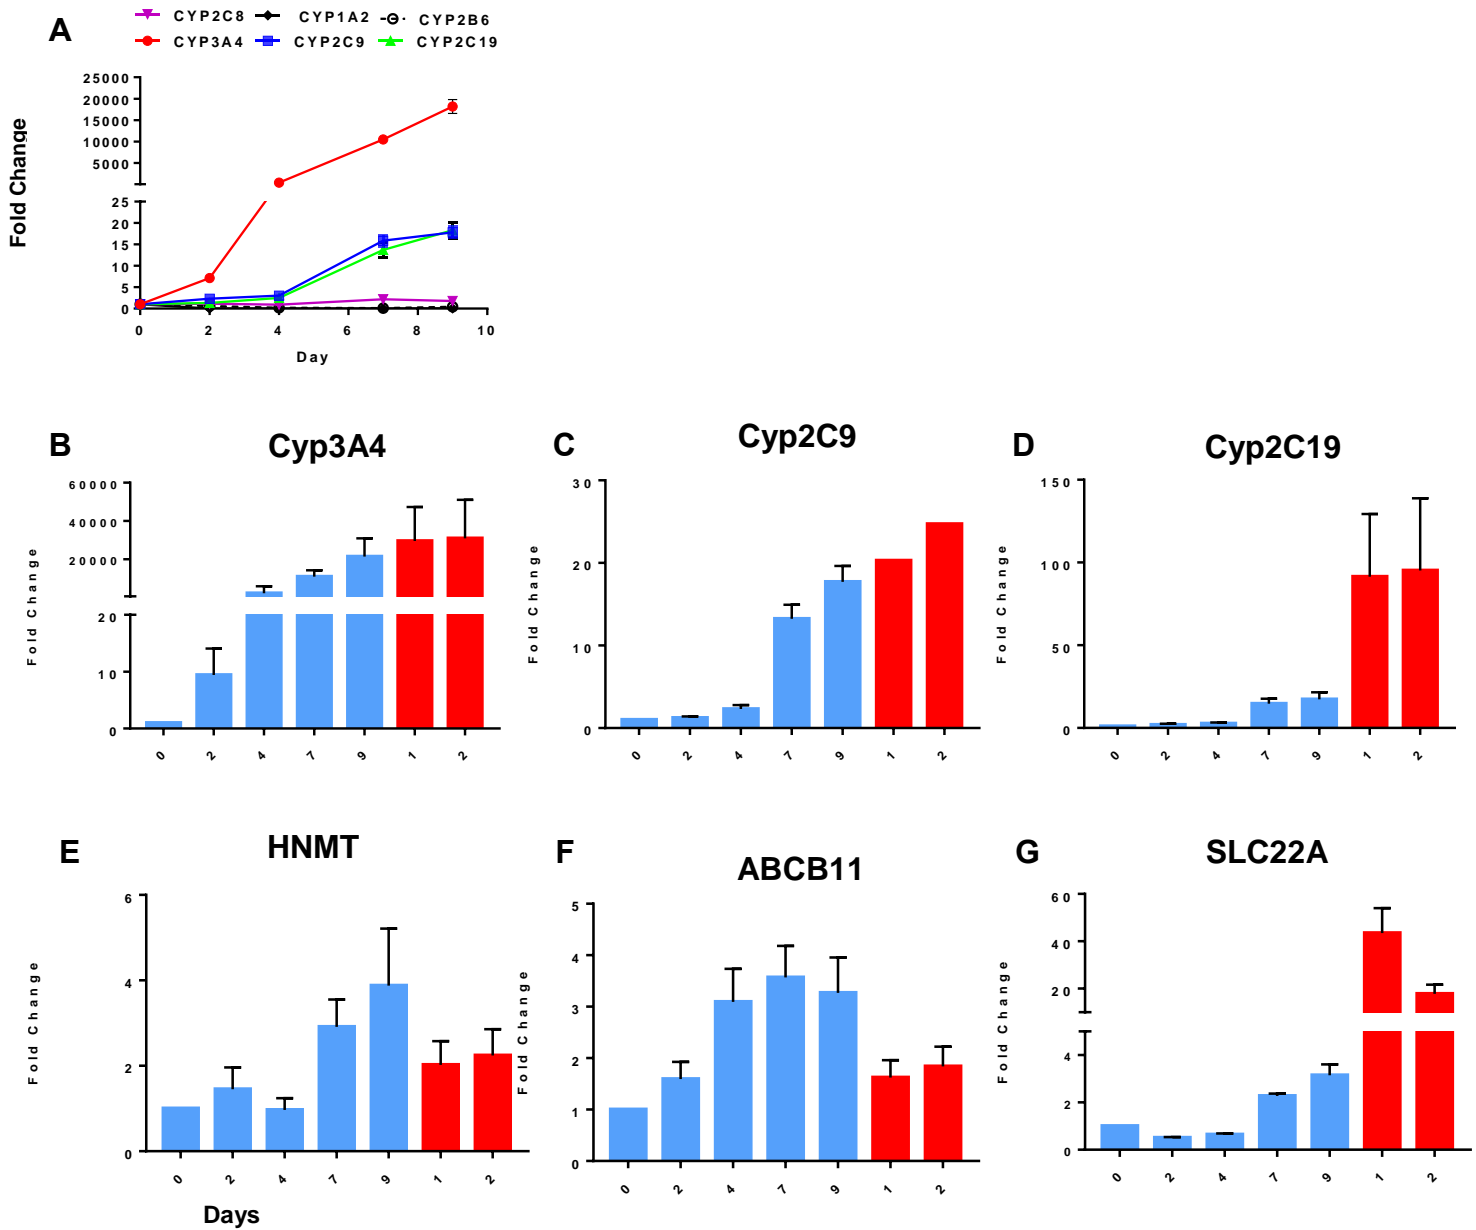 A
CYP2C8 CYP1A2 CYP2B6
CYP3A4 CYP2C9 CYP2C19
Fold Change
25000
20000
15000
10000
5000
25
20
15
10
5
0
0 2 4 6 8 10
Day
B
Cyp3A4
Fold Change
60000
40000
20000
20
10
0
0 2 4 7 9 1 2
C
Cyp2C9
Fold Change
30
20
10
0
0 2 4 7 9 1 2
D
Cyp2C19
Fold Change
150
100
50
0
0 2 4 7 9 1 2
E
HNMT
Fold Change
6
4
2
0
0 2 4 7 9 1 2
Days
F
ABCB11
Fold Change
5
4
3
2
1
0
0 2 4 7 9 1 2
G
SLC22A
Fold Change
60
40
20
4
2
0
0 2 4 7 9 1 2